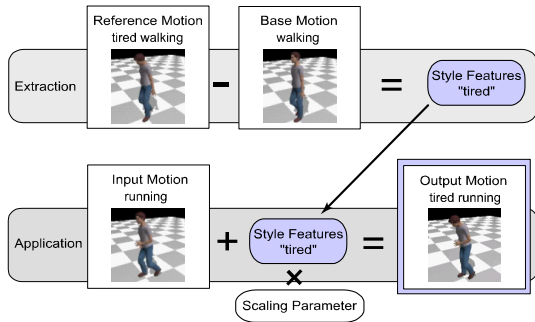 Reference Motion
tired walking
Base Motion
walking
Extraction
-
=
Style Features
"tired"
Input Motion
running
Output Motion
tired running
Application
+
Style Features
"tired"
=
×
Scaling Parameter